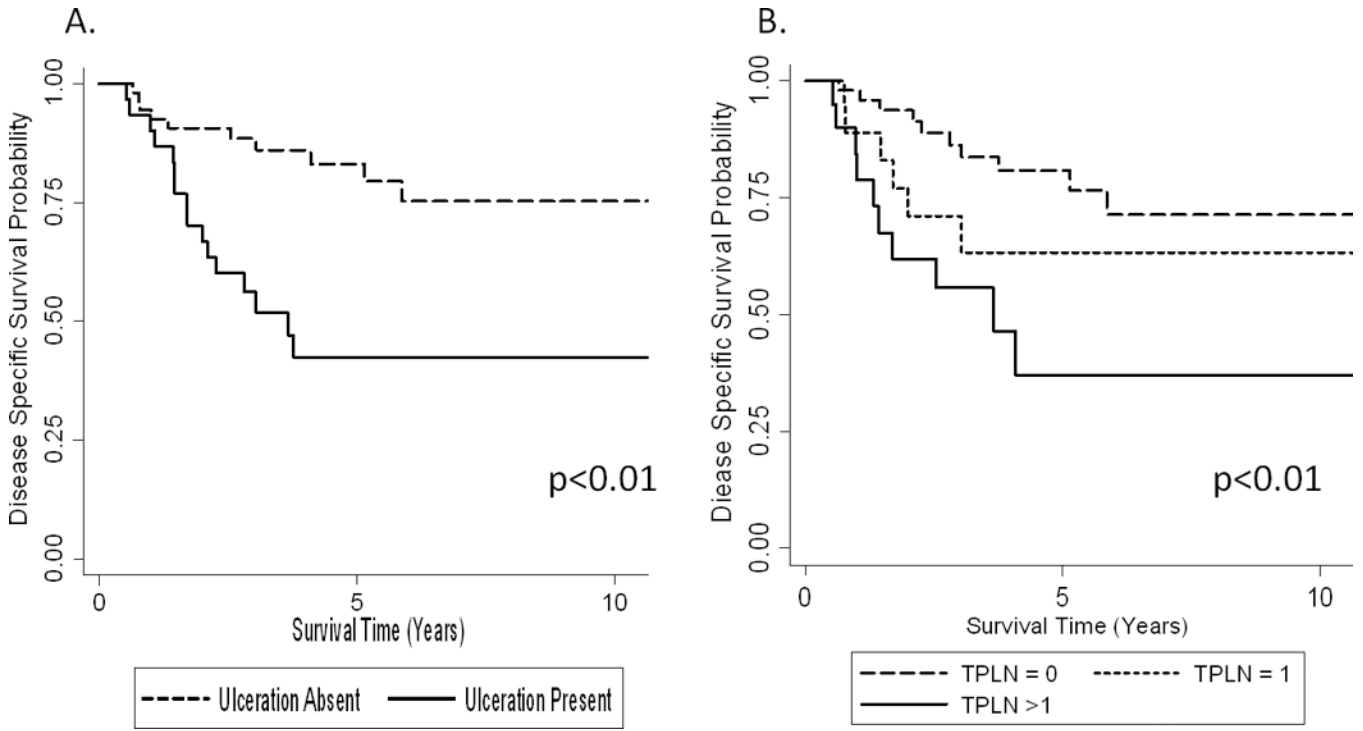 A.
Disease Specific Survival Probability
1.00
0.75
0.50
0.25
0.00
0
5
10
Survival Time (Years)
p<0.01
Ulceration Absent
Ulceration Present
B.
Diease Specific Survival Probability
1.00
0.75
0.50
0.25
0.00
0
5
10
Survival Time (Years)
p<0.01
TPLN = 0
TPLN = 1
TPLN >1